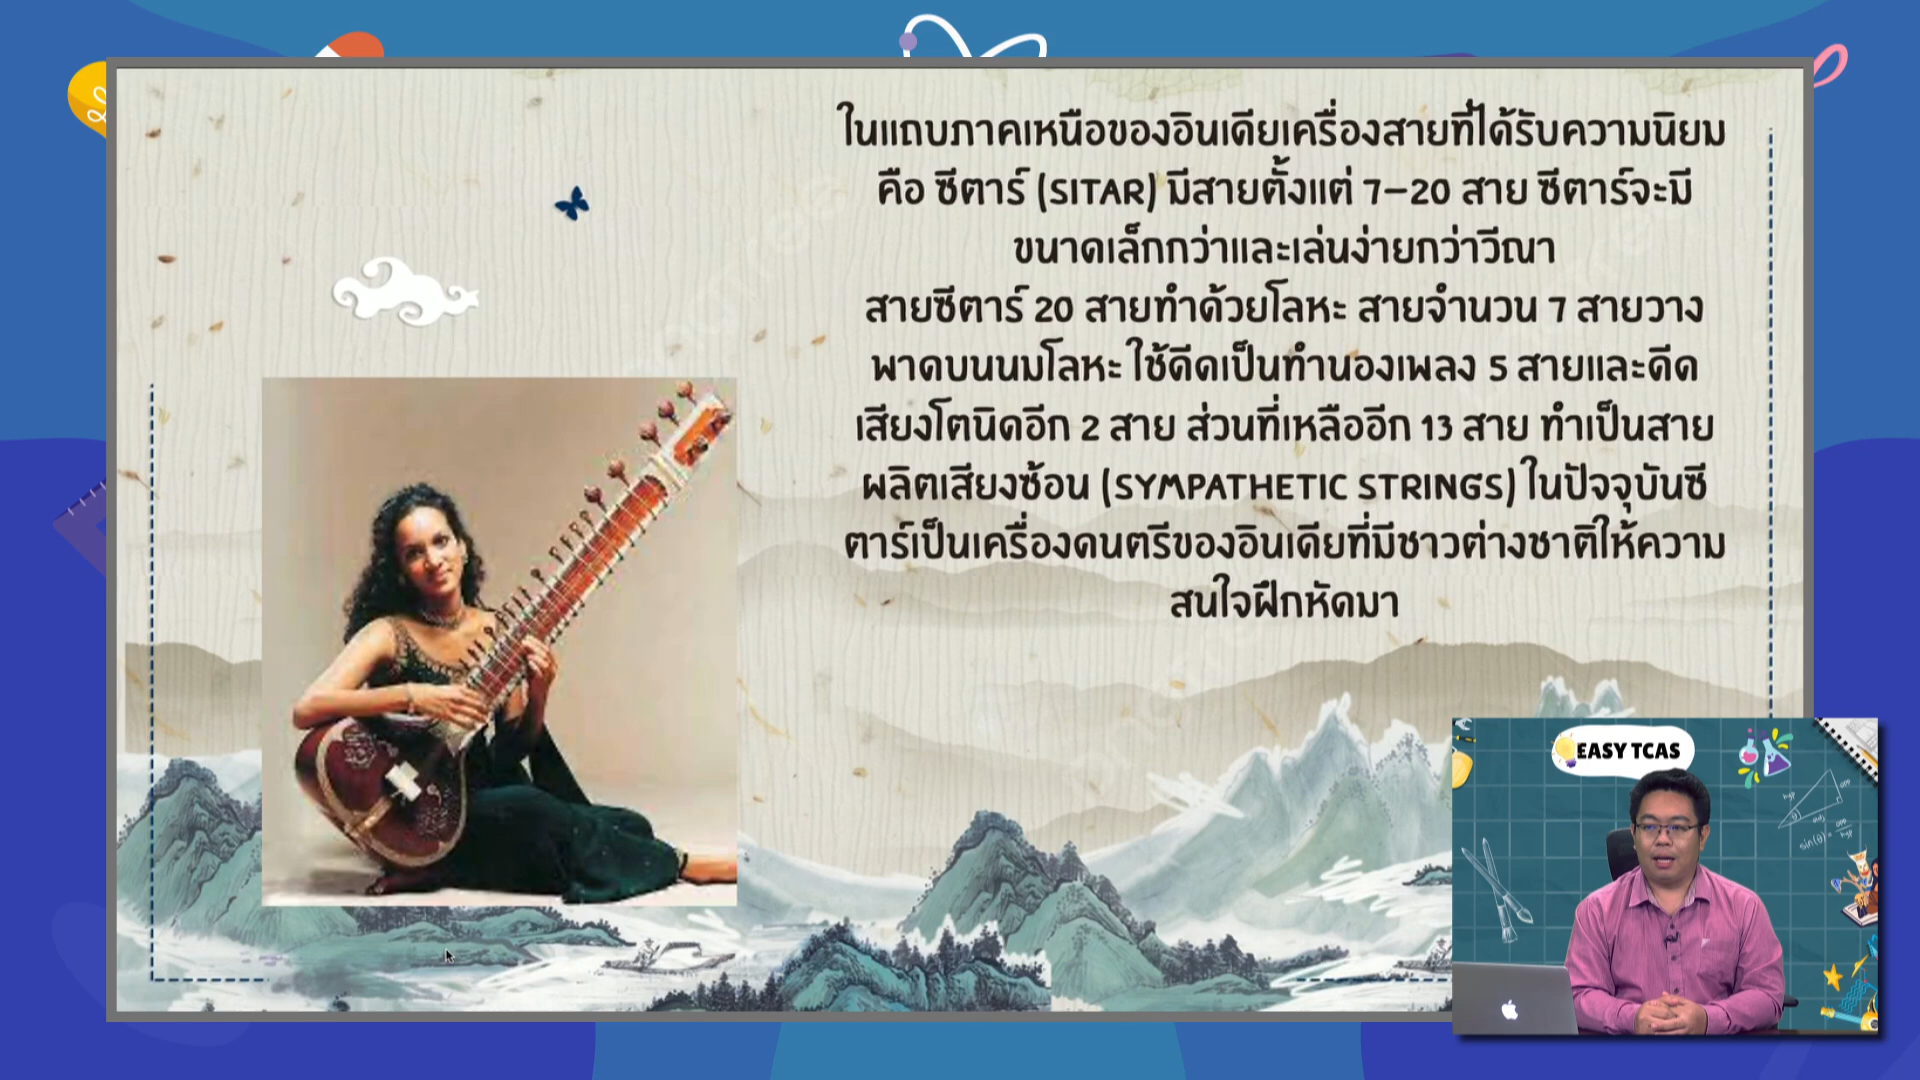 ในแถบภาคเหนือของอินเดียเครื่องสายที่ได้รับความนิยม
คือ ซีตาร์ (SITAR) มีสายตั้งแต่ 7-20 สาย ซีตาร์จะมี
ขนาดเล็กกว่าและเล่นง่ายกว่าวีณา
สายซีตาร์ 20 สายทำด้วยโลหะ สายจำนวน 7 สายวาง
พาดบนนมโลหะ ใช้ดีดเป็นทำนองเพลง 5 สายและดีด
เสียงโตนิดอีก 2 สาย ส่วนที่เหลืออีก 13 สาย ทำเป็นสาย
ผลิตเสียงซ้อน (SYMPATHETIC STRINGS) ในปัจจุบันซี
ตาร์เป็นเครื่องดนตรีของอินเดียที่มีชาวต่างชาติให้ความ
สนใจฝึกหัดมา
EASY TCAS